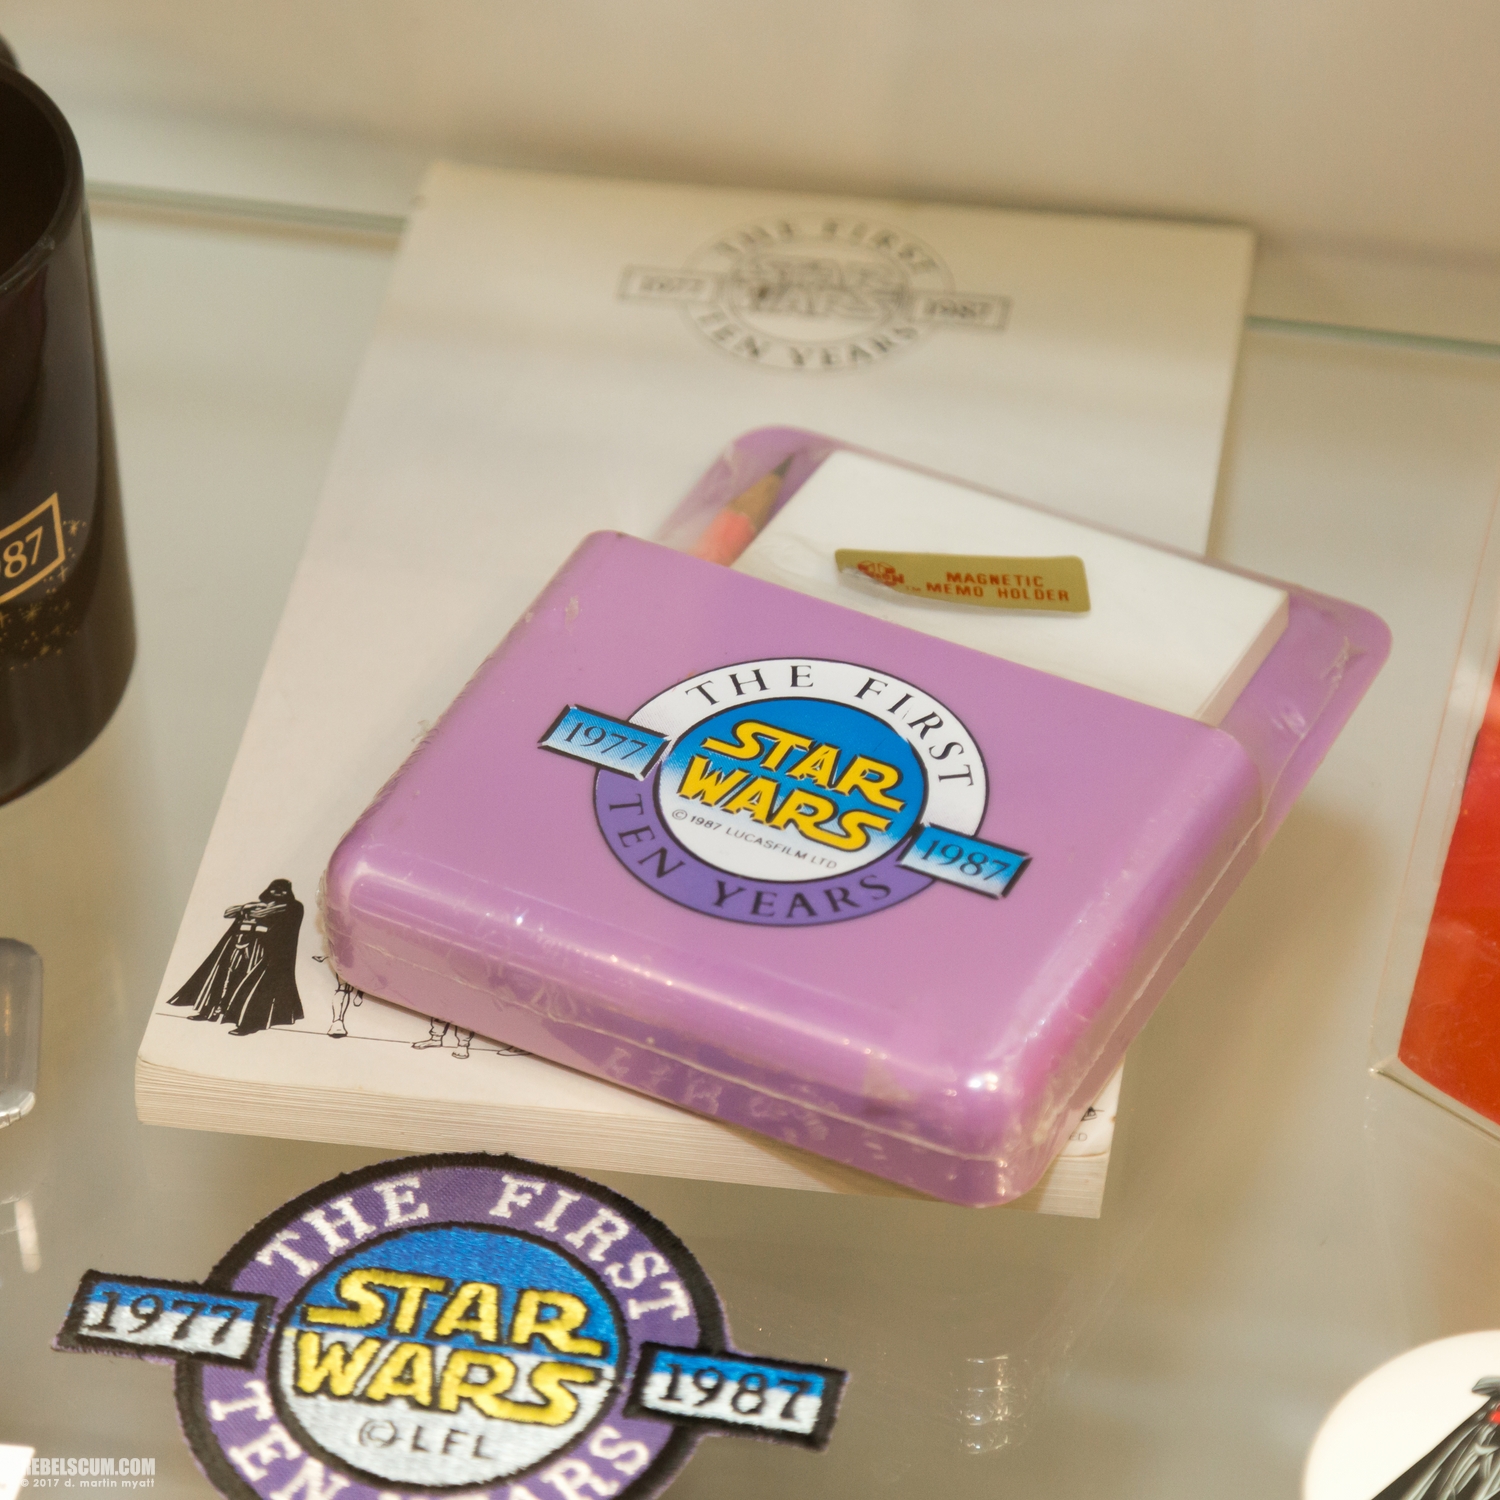 THE FIRST
1977 STAR WARS 1987
TEN YEARS
MAGNETIC
MEMO HOLDER
THE FIRST
1977
STAR
WARS
© 1987 LUCASFILM LTD
1987
TEN YEARS
87
ED
THE FIRST
1977
STAR
WARS
1987
© LFL
TEN YEARS
REBELSCUM.COM
© 2017 d. martin myatt